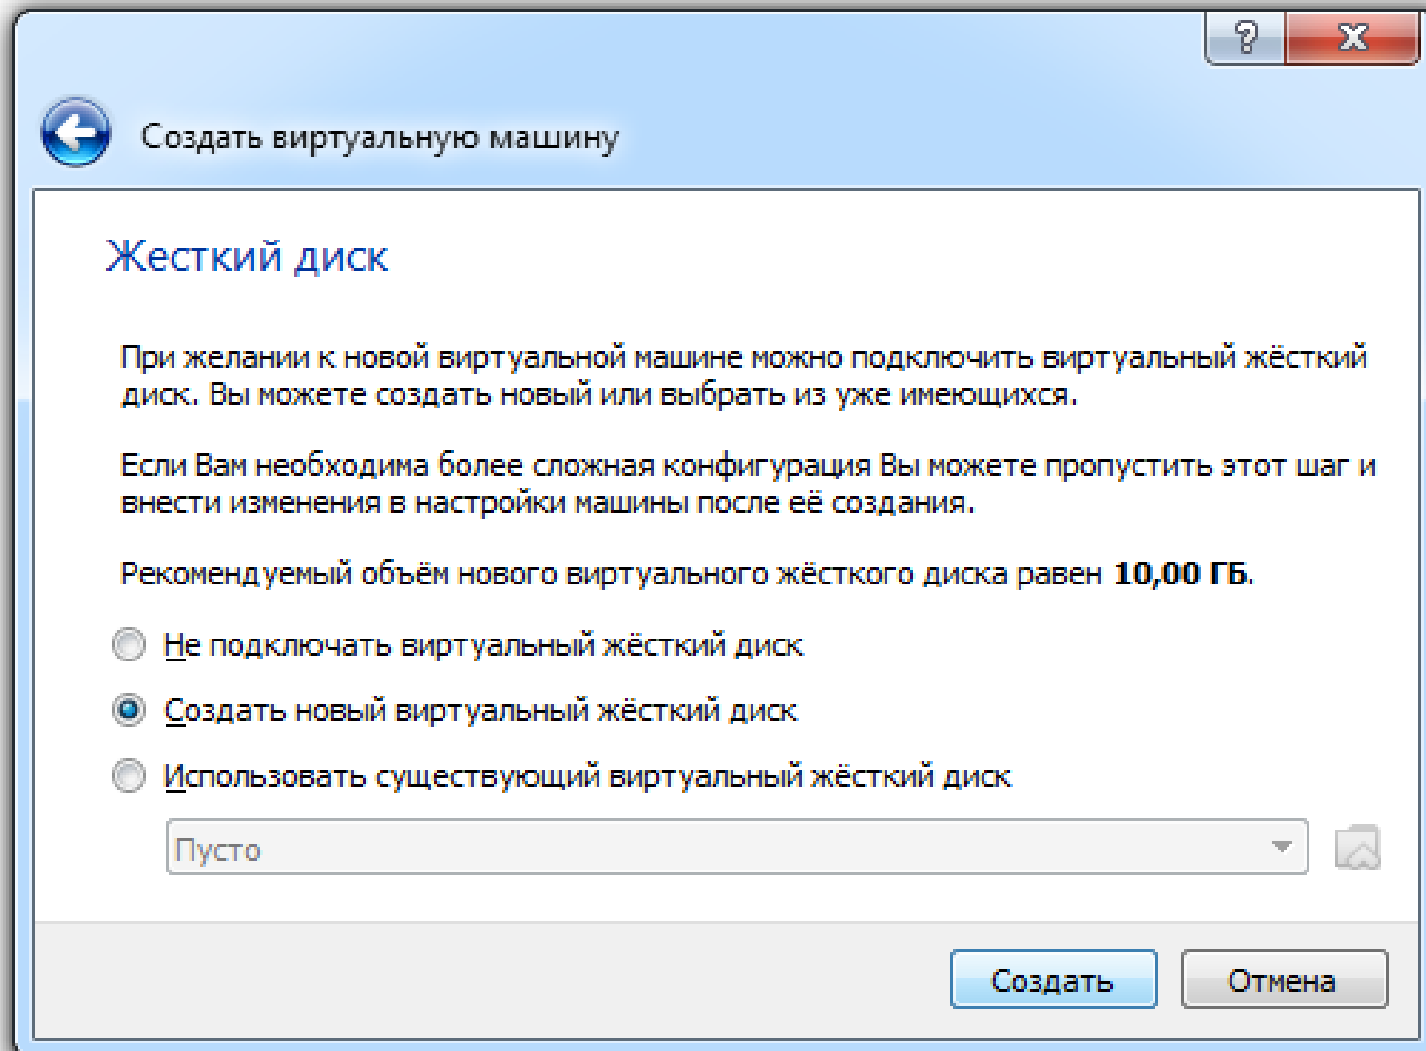 ?
Создать виртуальную машину
Жесткий диск
При желании к новой виртуальной машине можно подключить виртуальный жёсткий
диск. Вы можете создать новый или выбрать из уже имеющихся.
Если Вам необходима более сложная конфигурация Вы можете пропустить этот шаг и
внести изменения в настройки машины после её создания.
Рекомендуемый объём нового виртуального жёсткого диска равен 10,00 ГБ.
Не подключать виртуальный жёсткий диск
Создать новый виртуальный жёсткий диск
Использовать существующий виртуальный жёсткий диск
Пусто
Создать
Отмена